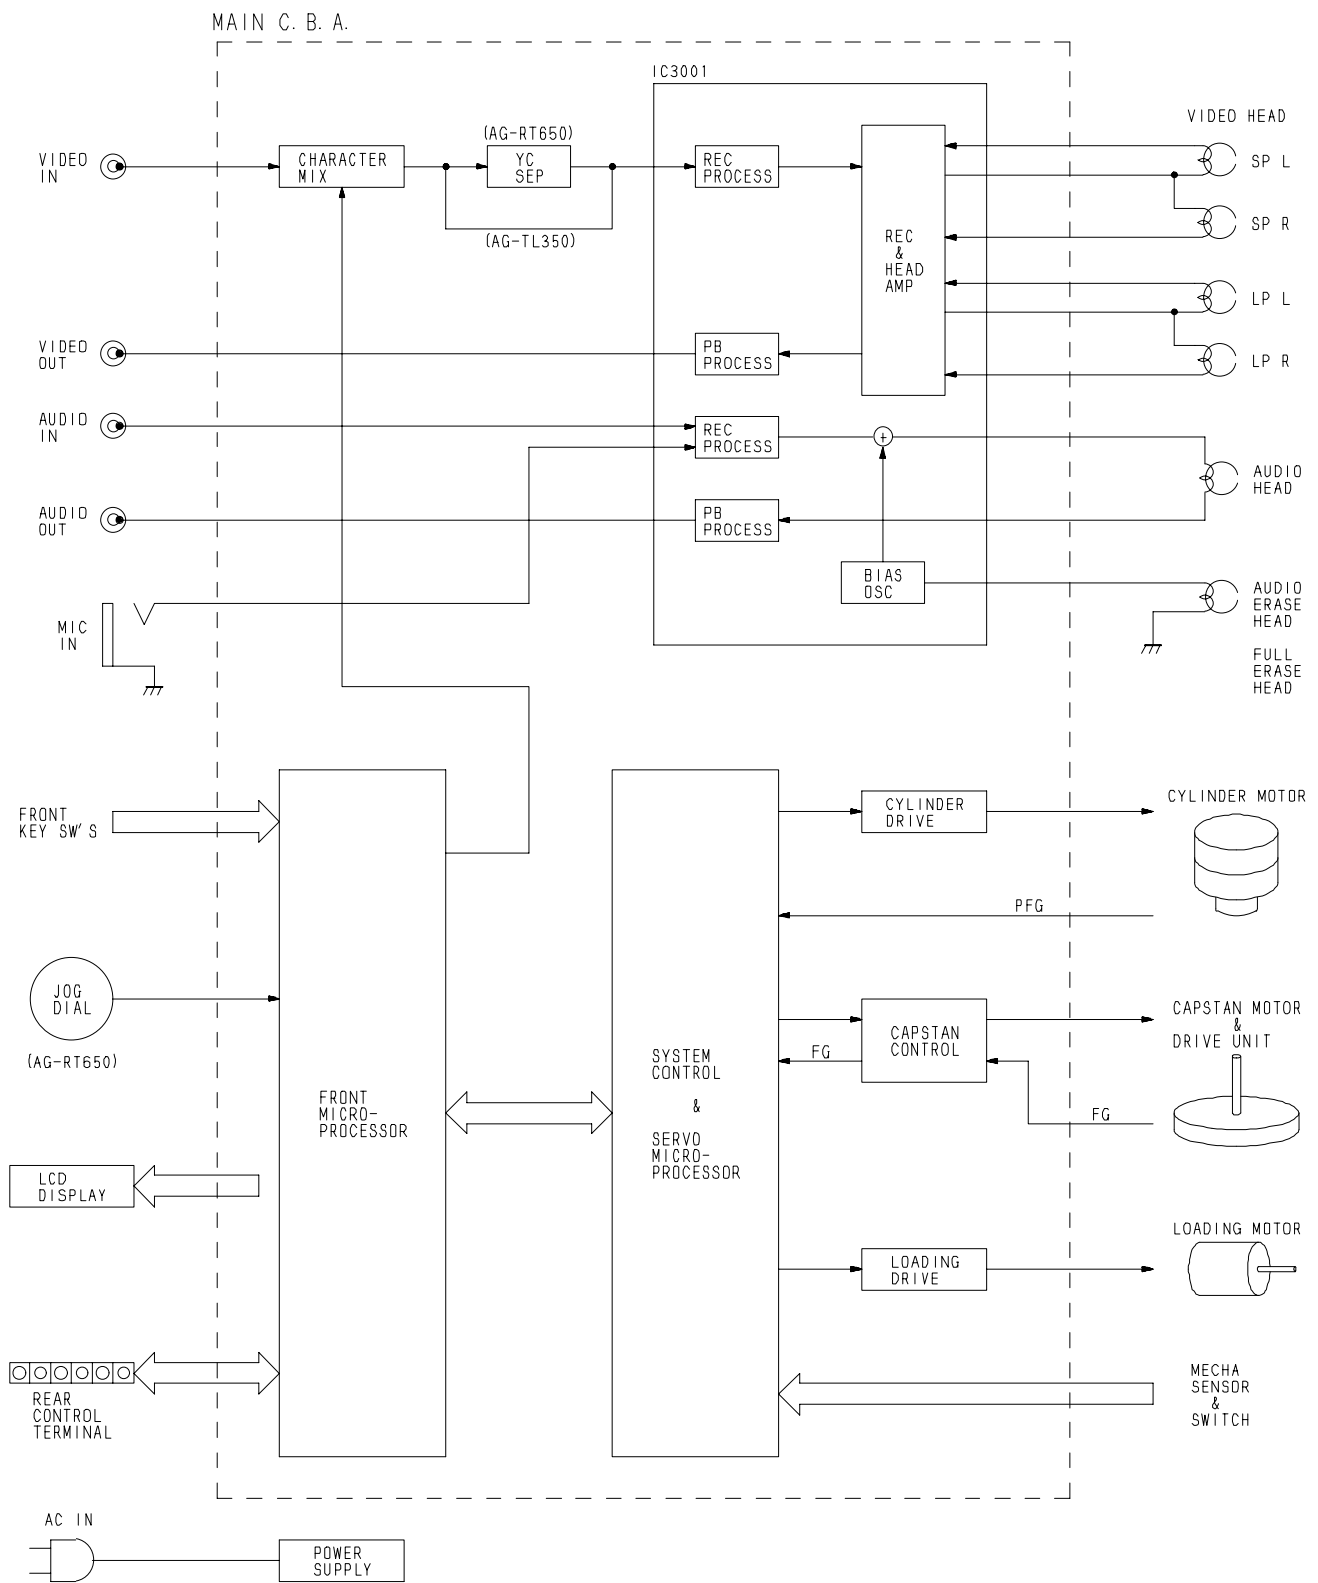 MAIN C. B. A.
IC3001
VIDEO HEAD
(AG-RT650)
VIDEO
IN
CHARACTER
MIX
YC
SEP
REC
PROCESS
SP L
(AG-TL350)
REC
&
HEAD
AMP
SP R
LP L
VIDEO
OUT
PB
PROCESS
LP R
AUDIO
IN
REC
PROCESS
+
AUDIO
HEAD
AUDIO
OUT
PB
PROCESS
BIAS
OSC
AUDIO
ERASE
HEAD
MIC
IN
FULL
ERASE
HEAD
FRONT
KEY SW'S
CYLINDER
DRIVE
CYLINDER MOTOR
PFG
JOG
DIAL
(AG-RT650)
CAPSTAN
CONTROL
CAPSTAN MOTOR
&
DRIVE UNIT
FG
FG
FRONT
MICRO-
PROCESSOR
SYSTEM
CONTROL
&
SERVO
MICRO-
PROCESSOR
LCD
DISPLAY
LOADING
DRIVE
LOADING MOTOR
REAR
CONTROL
TERMINAL
MECHA
SENSOR
&
SWITCH
AC IN
POWER
SUPPLY